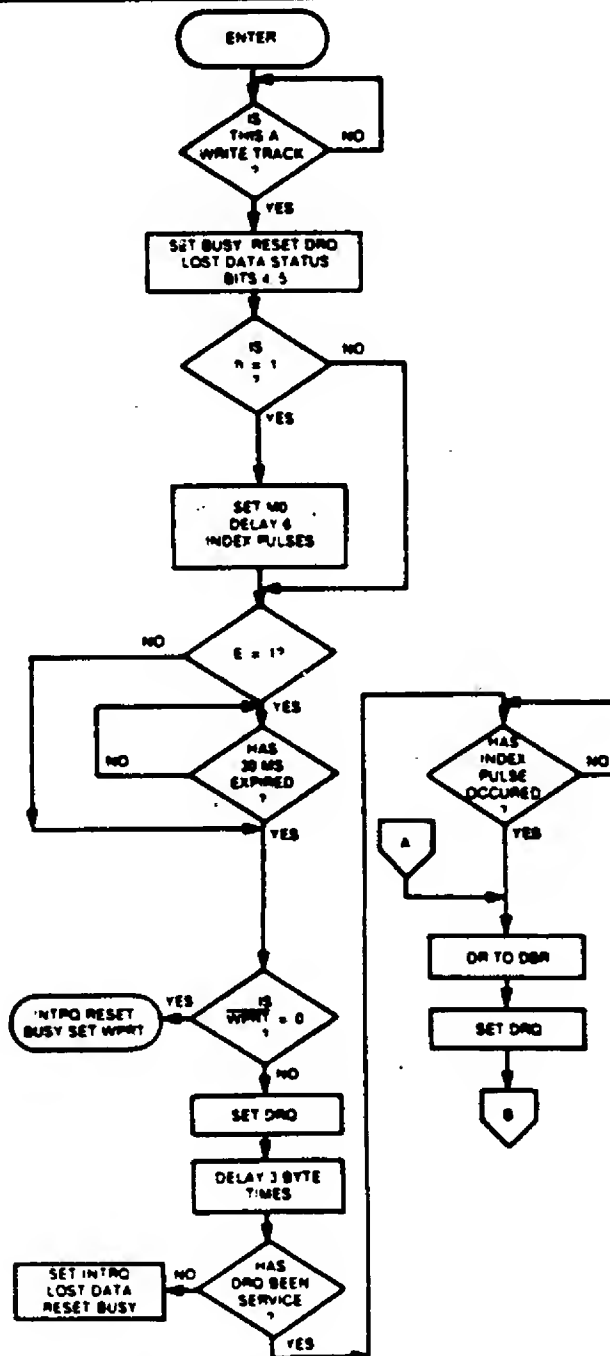 ENTER
IS
THIS A
WRITE TRACK
?
NO
YES
SET BUSY RESET DRQ
LOST DATA STATUS
BITS 4, 5
IS
= 1
?
NO
YES
SET MO
DELAY 6
INDEX PULSES
E = 1?
NO
YES
HAS
MS
EXPIRED
?
NO
YES
IS
WPRT = 0
?
YES
INTRQ RESET
BUSY SET WPRT
NO
SET DRQ
DELAY 3 BYTE
TIMES
HAS
DRQ BEEN
SERVICE
?
NO
SET INTRQ
LOST DATA
RESET BUSY
YES
HAS
INDEX
PULSE
OCCURED
?
NO
YES
A
DR TO DSR
SET DRQ
B